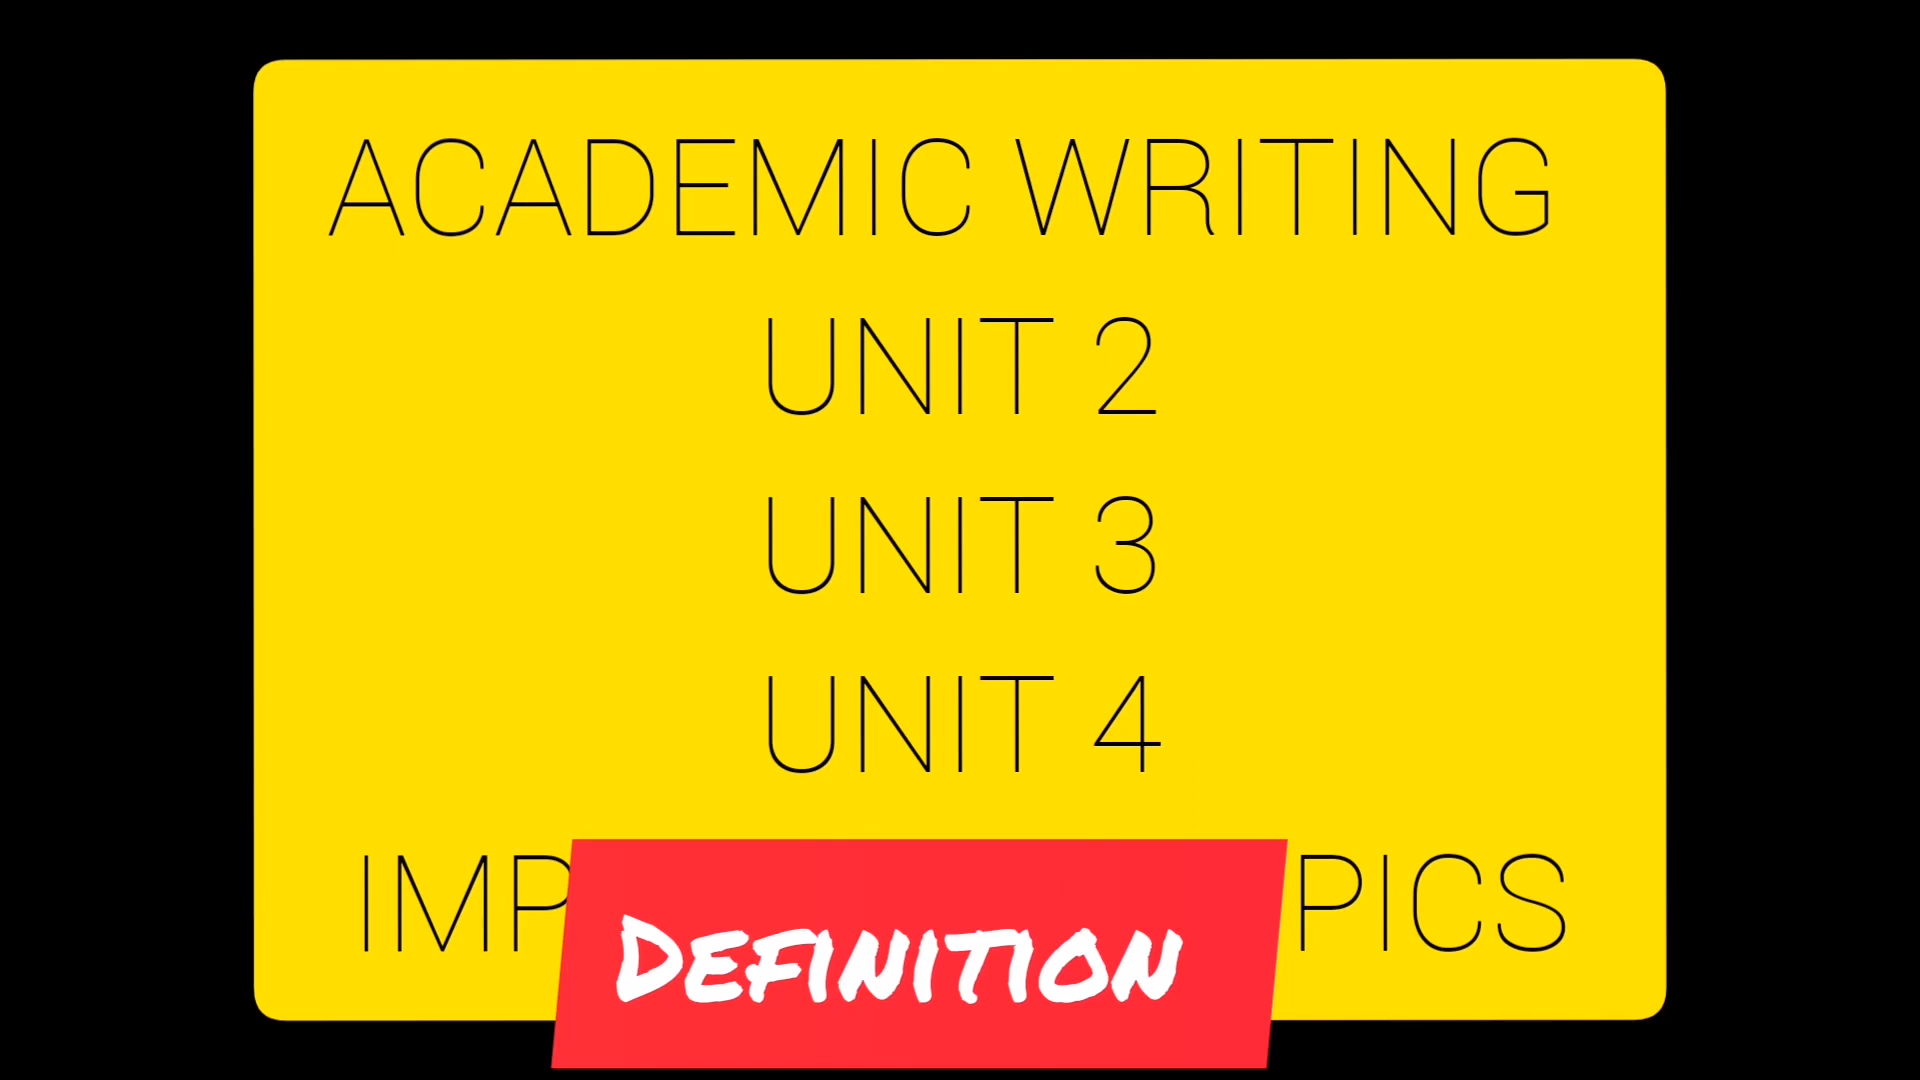 ACADEMIC WRITING
UNIT 2
UNIT 3
UNIT 4
DEFINITION